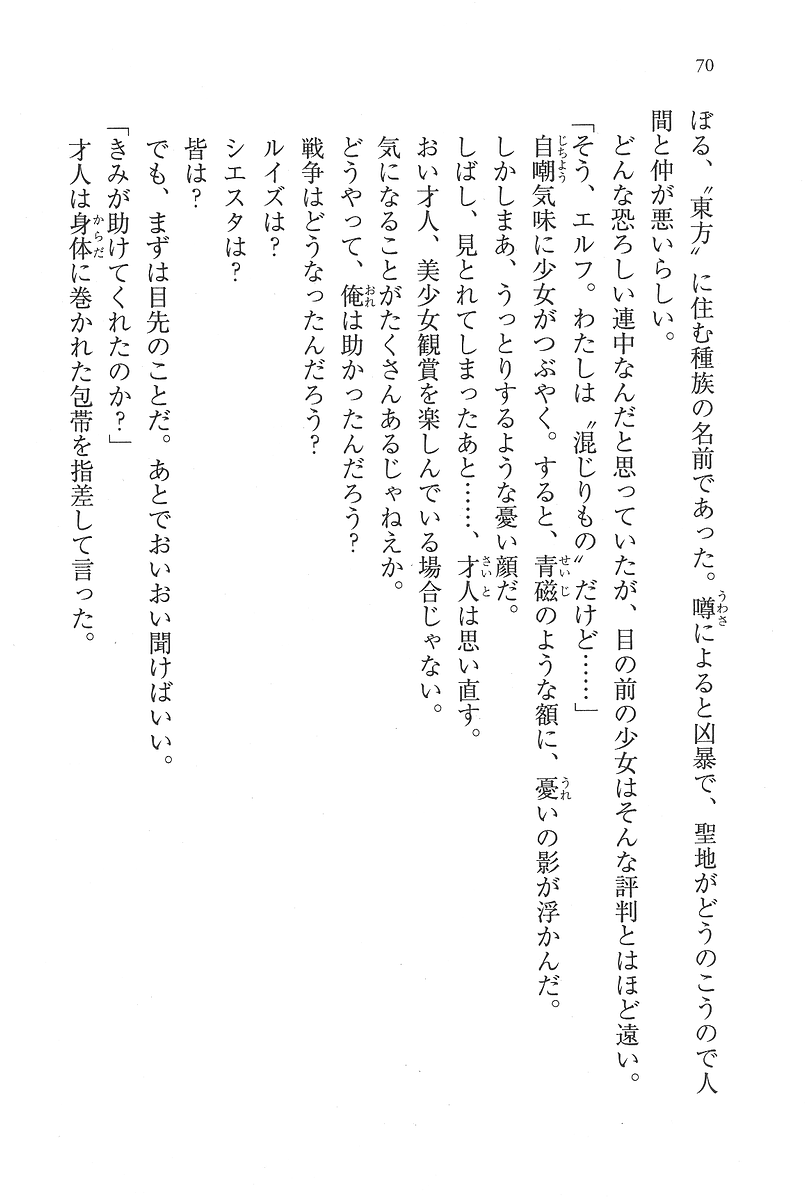 70
ぼる、〝東方〟に住む種族の名前であった。噂によると凶暴で、聖地がどうのこうので人
間と仲が悪いらしい。
どんな恐ろしい連中なんだと思っていたが、目の前の少女はそんな評判とはほど遠い。
「そう、エルフ。わたしは〝混じりもの〟だけど……」
自嘲気味に少女がつぶやく。すると、青磁のような額に、憂いの影が浮かんだ。
しかしまあ、うっとりするような憂い顔だ。
しばし、見とれてしまったあと……、才人は思い直す。
おい才人、美少女観賞を楽しんでいる場合じゃない。
気になることがたくさんあるじゃねえか。
どうやって、俺は助かったんだろう?
戦争はどうなったんだろう?
ルイズは?
シエスタは?
皆は?
でも、まずは目先のことだ。あとでおいおい聞けばいい。
「きみが助けてくれたのか?」
才人は身体に巻かれた包帯を指差して言った。